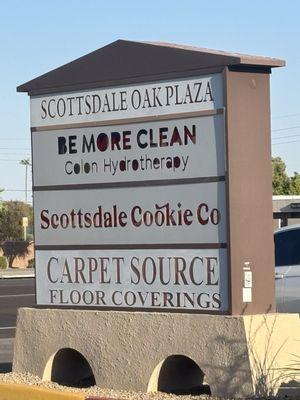 SCOTTSDALE OAK PLAZA
BE MORE CLEAN
Colon Hydrotherapy
Scottsdale Cookie Co
CARPET SOURCE
FLOOR COVERINGS